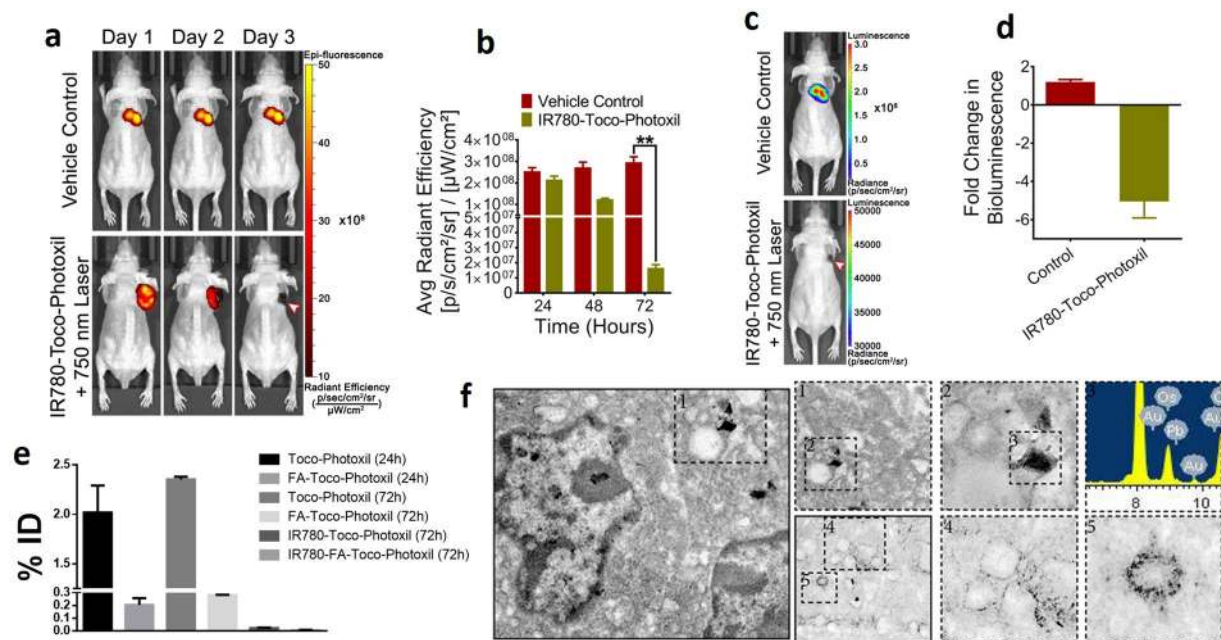 a
Day 1 Day 2 Day 3
Vehicle Control
IR780-Toco-Photoxil
+ 750 nm Laser
Epi-fluorescence
50
40
30
20
10
x10⁸
Radiant Efficiency
(p/sec/cm²/sr / µW/cm²)
b
Vehicle Control
IR780-Toco-Photoxil
**
Avg Radiant Efficiency
[p/s/cm²/sr] / [µW/cm²]
4×10⁰⁸
3×10⁰⁸
2×10⁰⁸
1×10⁰⁸
5×10⁰⁷
4×10⁰⁷
3×10⁰⁷
2×10⁰⁷
1×10⁰⁷
24 48 72
Time (Hours)
c
Vehicle Control
IR780-Toco-Photoxil
+ 750 nm Laser
Luminescence
3.0
2.5
2.0
1.5
1.0
0.5
x10⁶
Radiance
(p/sec/cm²/sr)
Luminescence
50000
45000
40000
35000
30000
Radiance
(p/sec/cm²/sr)
d
Fold Change in
Bioluminescence
2
0
-2
-4
-6
Control
IR780-Toco-Photoxil
e
% ID
2.5
2.0
1.5
0.3
0.2
0.1
0.0
Toco-Photoxil (24h)
FA-Toco-Photoxil (24h)
Toco-Photoxil (72h)
FA-Toco-Photoxil (72h)
IR780-Toco-Photoxil (72h)
IR780-FA-Toco-Photoxil (72h)
f
1
1
2
2
3
3
Os
Au
Pb
Au
8 10
4
5
4
5